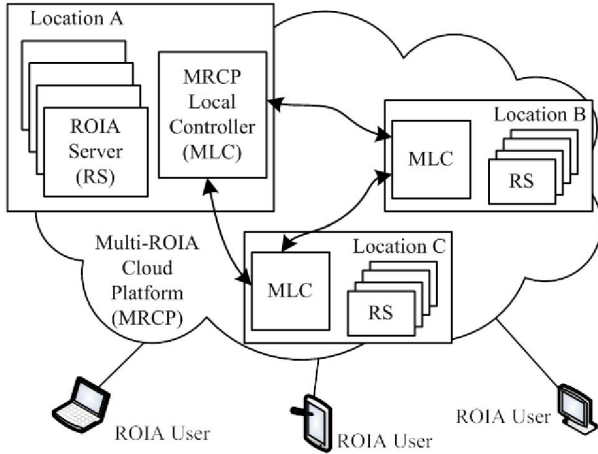 Location A
ROIA
Server
(RS)
MRCP
Local
Controller
(MLC)
Location B
MLC
RS
Multi-ROIA
Cloud
Platform
(MRCP)
Location C
MLC
RS
ROIA User
ROIA User
ROIA User